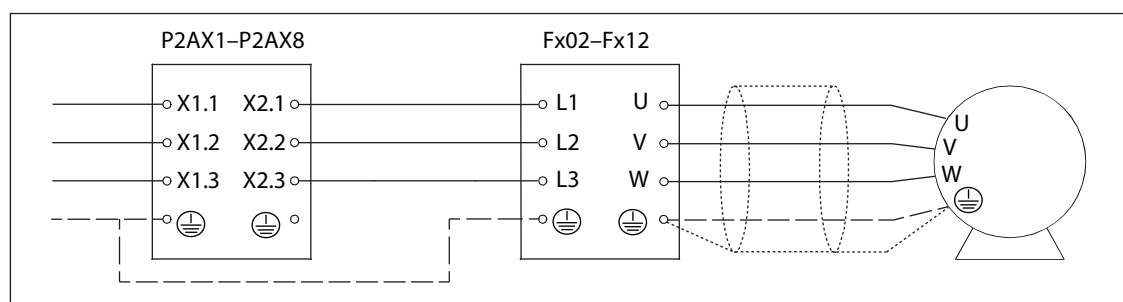 P2AX1–P2AX8
Fx02–Fx12
X1.1 X2.1 L1 U
X1.2 X2.2 L2 V
X1.3 X2.3 L3 W
U
V
W